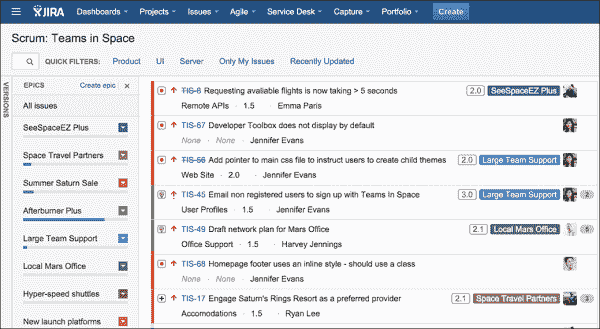 JIRA Dashboards Projects Issues Agile Service Desk Capture Portfolio Create
Scrum: Teams in Space
QUICK FILTERS: Product UI Server Only My Issues Recently Updated
VERSIONS
EPICS Create epic ×
All issues
SeeSpaceEZ Plus
Space Travel Partners
Summer Saturn Sale
Afterburner Plus
Large Team Support
Local Mars Office
Hyper-speed shuttles
New launch platforms
TIS-8 Requesting avaliable flights is now taking > 5 seconds 2.0 SeeSpaceEZ Plus
Remote APIs · 1.5 · Emma Paris
TIS-67 Developer Toolbox does not display by default
None · None · Jennifer Evans
TIS-56 Add pointer to main css file to instruct users to create child themes 2.0 Large Team Support
Web Site · 2.0 · Jennifer Evans
TIS-45 Email non registered users to sign up with Teams In Space 3.0 Large Team Support 2
User Profiles · 1.5 · Jennifer Evans
TIS-49 Draft network plan for Mars Office 2.1 Local Mars Office
Office Support · 1.5 · Harvey Jennings
TIS-68 Homepage footer uses an inline style - should use a class
None · None · Jennifer Evans
TIS-17 Engage Saturn's Rings Resort as a preferred provider 2.1 Space Travel Partners
Accomodations · 1.5 · Ryan Lee